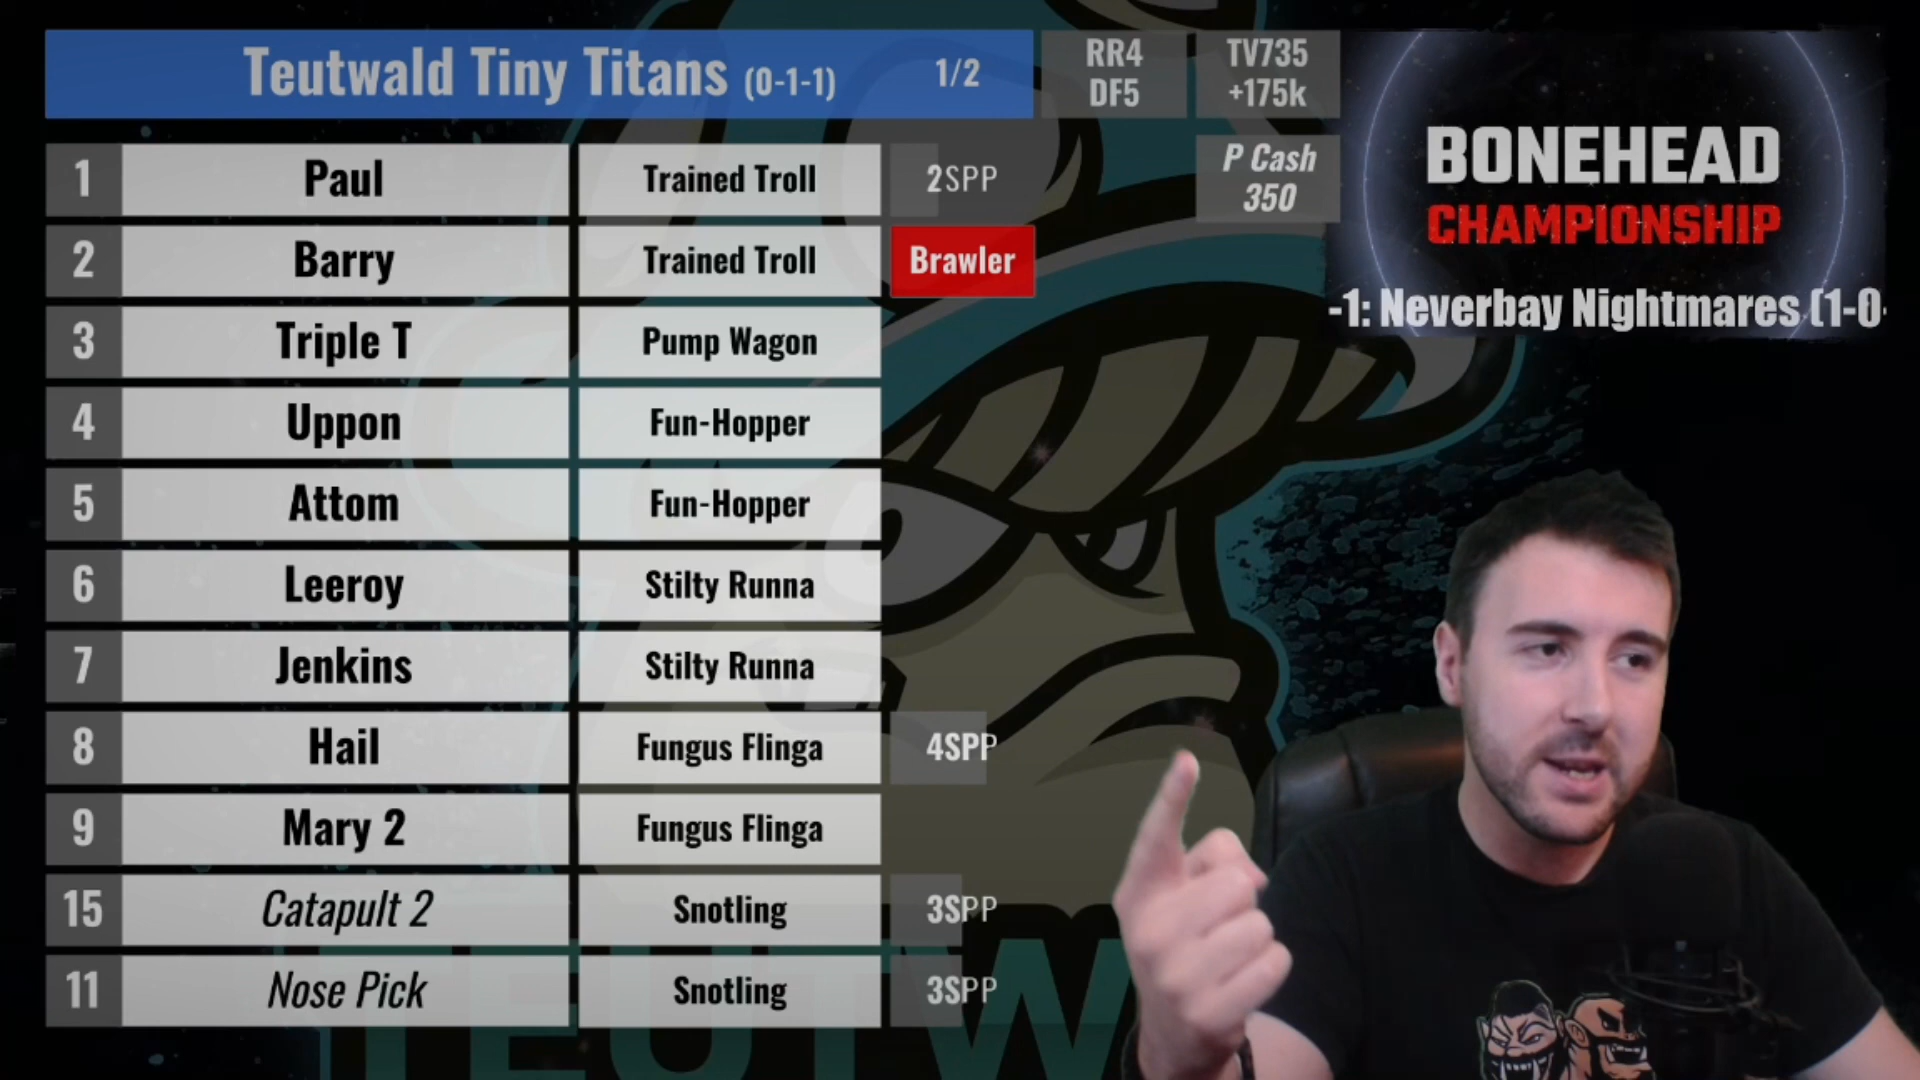 Teutwald Tiny Titans (0-1-1) 1/2
RR4
DF5
TV735
+175k
P Cash
350
BONEHEAD
CHAMPIONSHIP
-1: Neverbay Nightmares (1-0-
1 Paul Trained Troll 2SPP
2 Barry Trained Troll Brawler
3 Triple T Pump Wagon
4 Uppon Fun-Hopper
5 Attom Fun-Hopper
6 Leeroy Stilty Runna
7 Jenkins Stilty Runna
8 Hail Fungus Flinga 4SPP
9 Mary 2 Fungus Flinga
15 Catapult 2 Snotling 3SPP
11 Nose Pick Snotling 3SPP
TEUTW